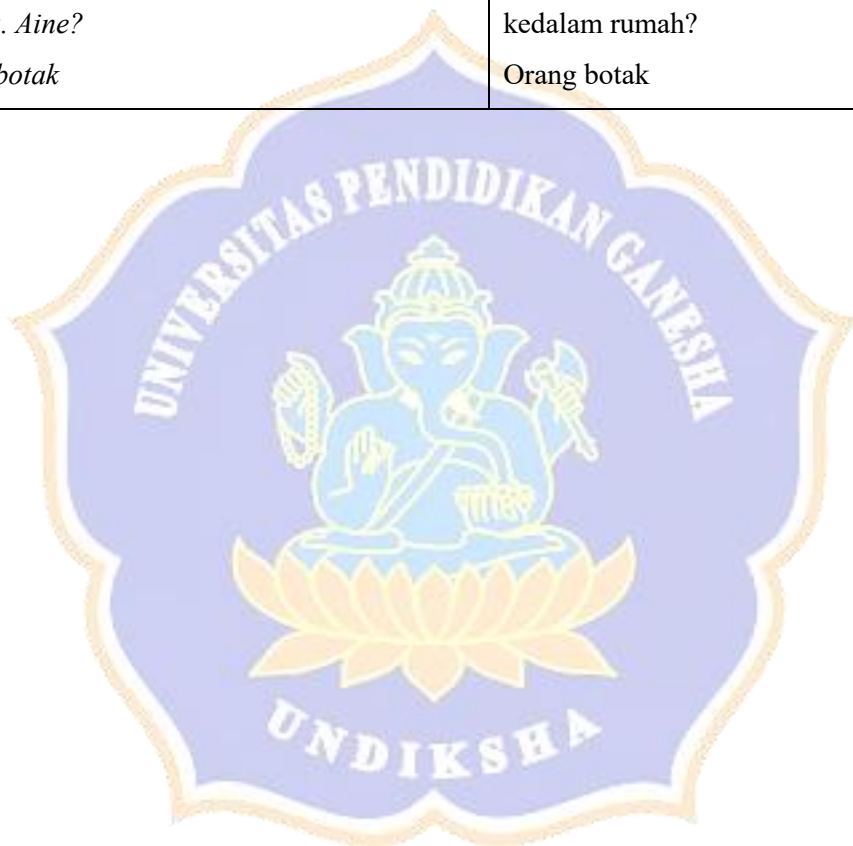 . Aine?
botak
kedalam rumah?
Orang botak
UNIVERSITAS PENDIDIKAN GANESHA
UNDIKSHA